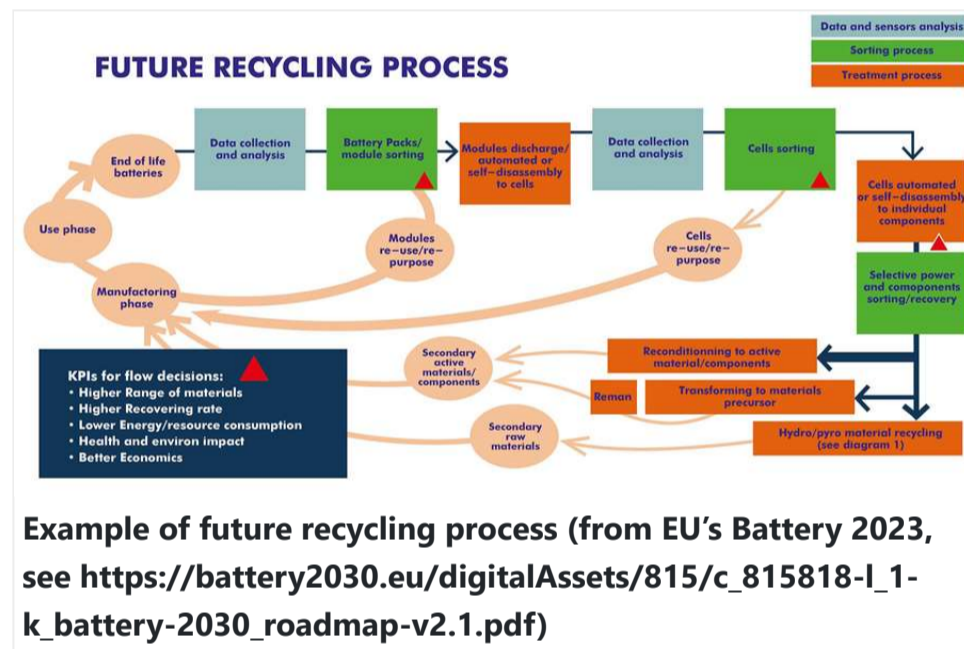 Data and sensors analysis
Sorting process
Treatment process
FUTURE RECYCLING PROCESS
End of life
batteries
Data collection
and analysis
Battery Packs/
module sorting
Modules discharge/
automated or
self-disassembly
to cells
Data collection
and analysis
Cells sorting
Cells automated
or self-disassembly
to individual
components
Use phase
Modules
re-use/re-
purpose
Cells
re-use/re-
purpose
Manufactoring
phase
Selective power
and comoponents
sorting/recovery
KPIs for flow decisions:
• Higher Range of materials
• Higher Recovering rate
• Lower Energy/resource consumption
• Health and environ impact
• Better Economics
Secondary
active
materials/
components
Reconditionning to active
material/components
Reman
Transforming to materials
precursor
Secondary
raw
materials
Hydro/pyro material recycling
(see diagram 1)
Example of future recycling process (from EU’s Battery 2023,
see https://battery2030.eu/digitalAssets/815/c_815818-l_1-
k_battery-2030_roadmap-v2.1.pdf)